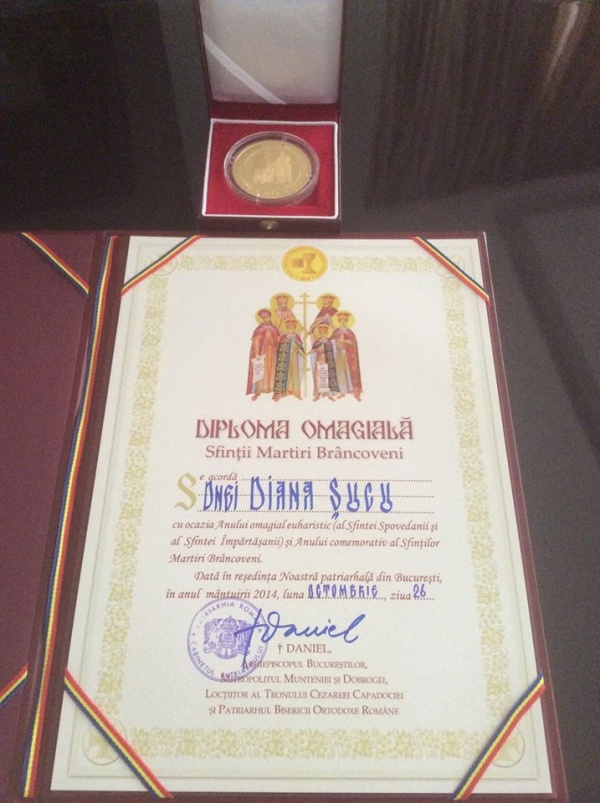 DIPLOMA OMAGIALĂ
Sfinții Martiri Brâncoveni
Se acordă
Dnei Diana Șucu
cu ocazia Anului omagial euharistic (al Sfintei Spovedanii și
al Sfintei Împărtășanii) și Anului comemorativ al Sfinților
Martiri Brâncoveni.
Dată în reședința Noastră patriarhală din București,
în anul mântuirii 2014, luna OCTOMBRIE, ziua 26
† Daniel
† DANIEL,
ARHIEPISCOPUL BUCUREȘTILOR,
MITROPOLITUL MUNTENIEI ȘI DOBROGEI,
LOCȚIITOR AL TRONULUI CEZAREEI CAPADOCIEI
ȘI PATRIARHUL BISERICII ORTODOXE ROMÂNE